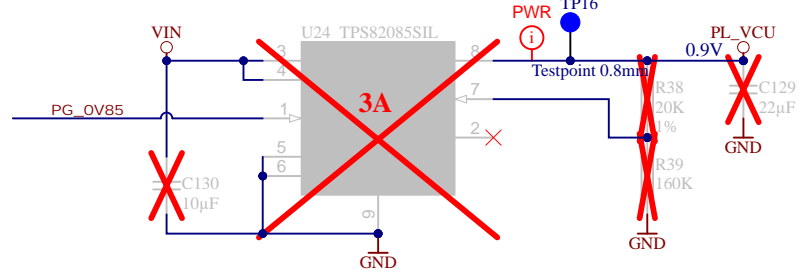 PWR
TP16
VIN
U24 TPS82085SIL
PL_VCU
0.9V
3
4
8
Testpoint 0.8mm
3A
7
R38
20K
1%
C129
22µF
PG_0V85
1
2
GND
5
6
C130
10µF
R39
160K
9
GND
GND